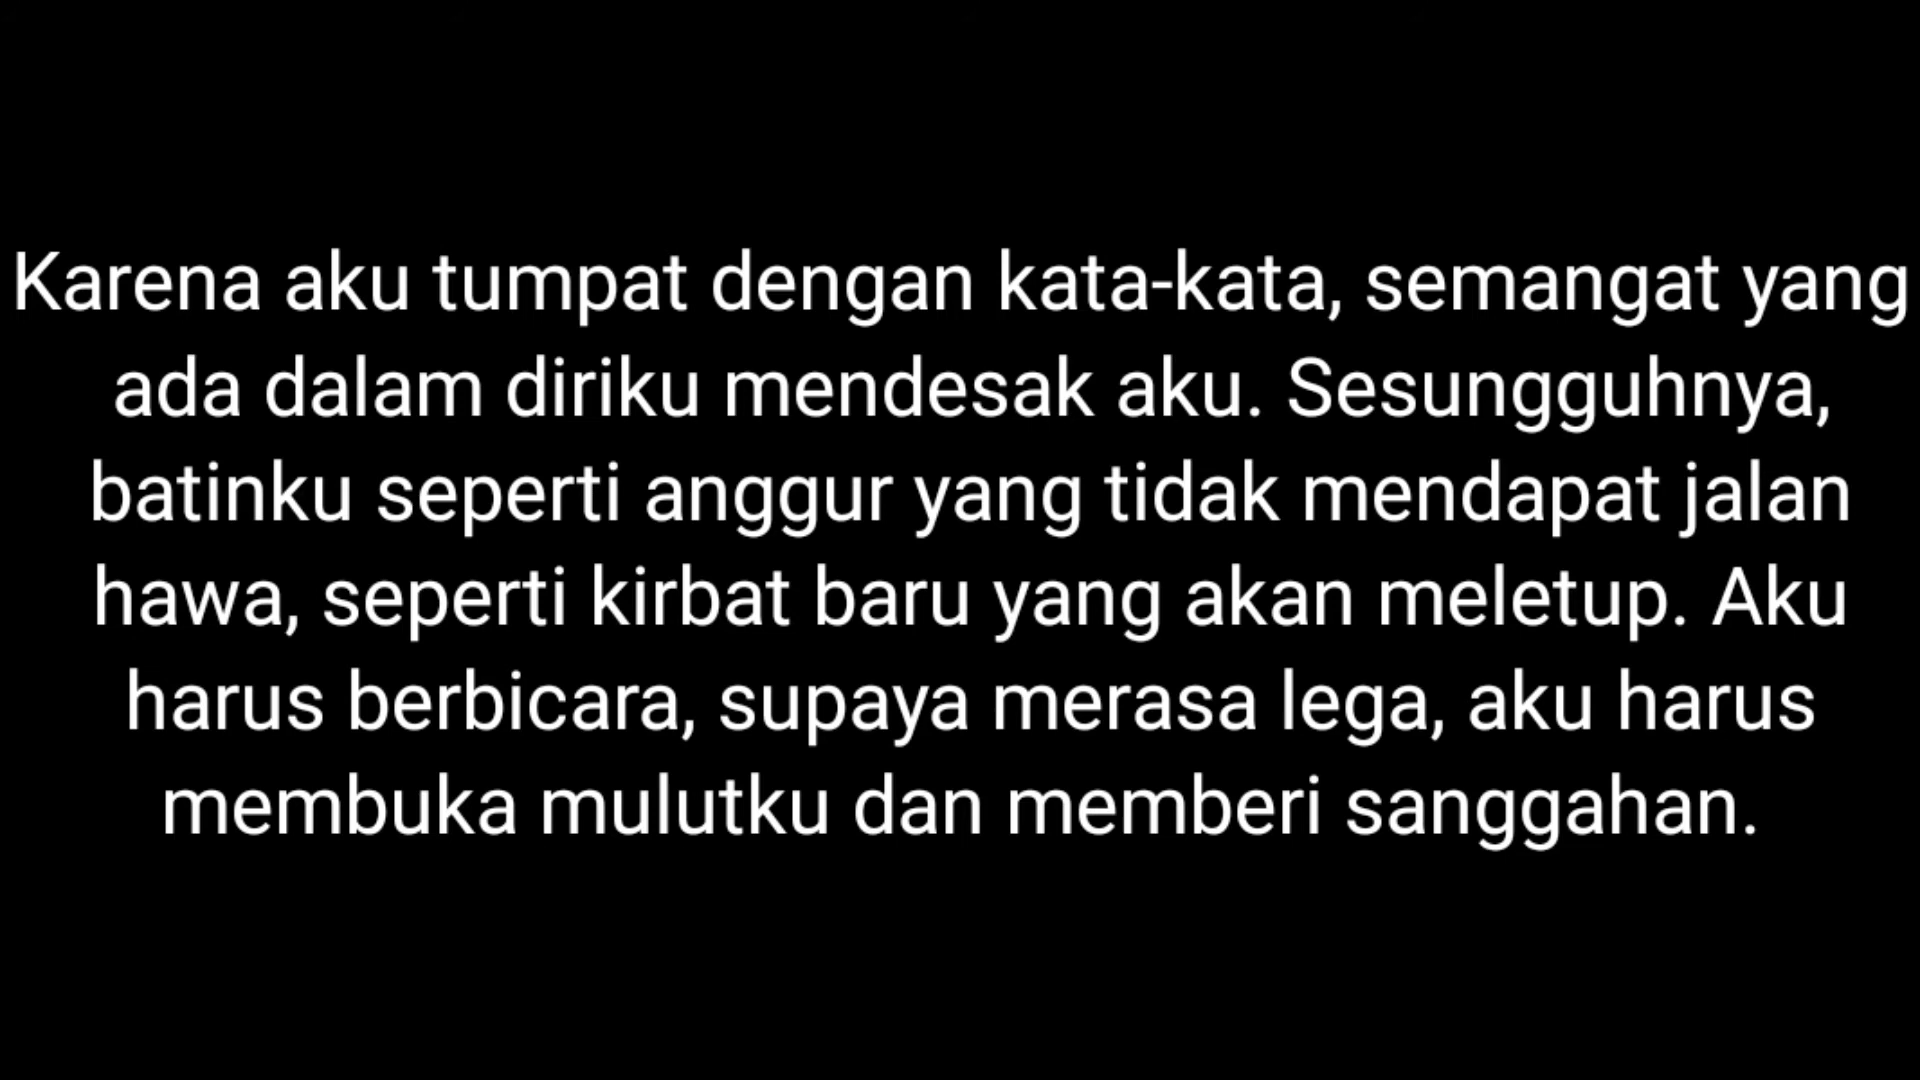 Karena aku tumpat dengan kata-kata, semangat yang
ada dalam diriku mendesak aku. Sesungguhnya,
batinku seperti anggur yang tidak mendapat jalan
hawa, seperti kirbat baru yang akan meletup. Aku
harus berbicara, supaya merasa lega, aku harus
membuka mulutku dan memberi sanggahan.